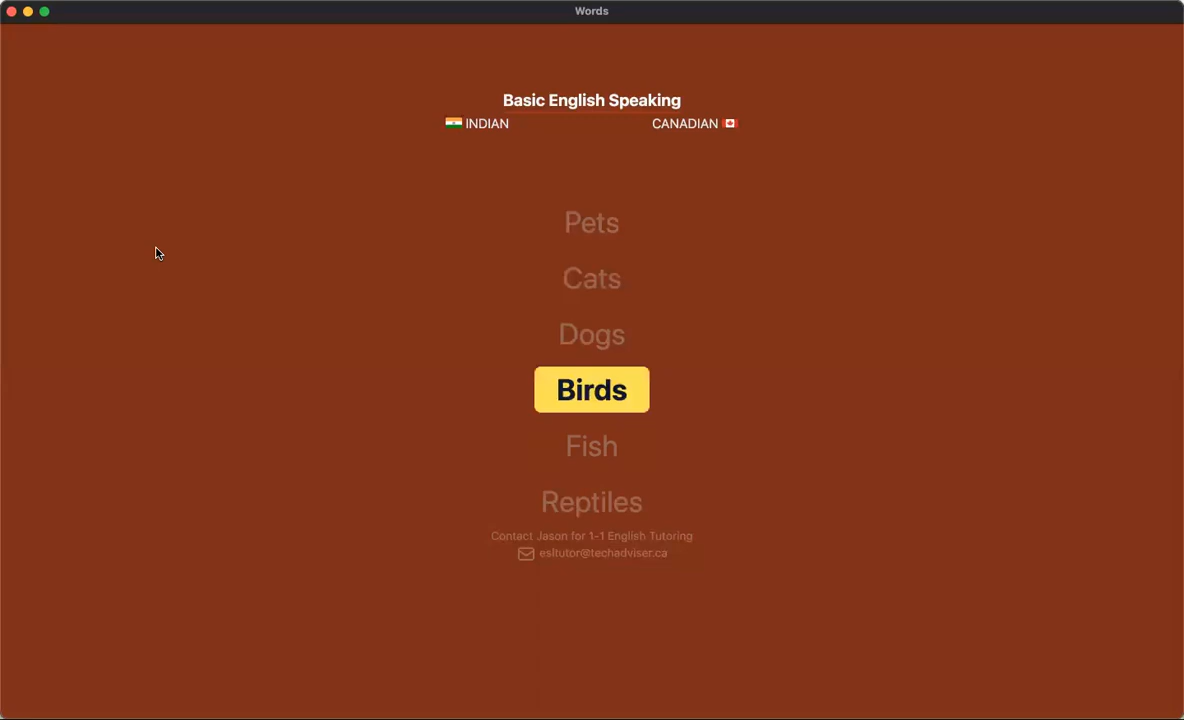 Words
Basic English Speaking
INDIAN CANADIAN
Pets
Cats
Dogs
Birds
Fish
Reptiles
Contact Jason for 1-1 English Tutoring
esltutor@techadviser.ca